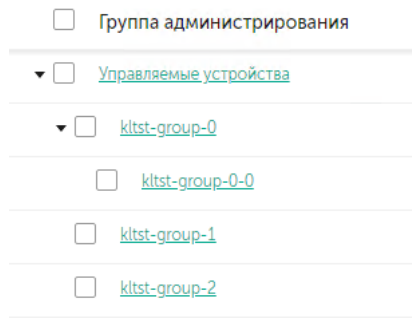 Группа администрирования
Управляемые устройства
kltst-group-0
kltst-group-0-0
kltst-group-1
kltst-group-2